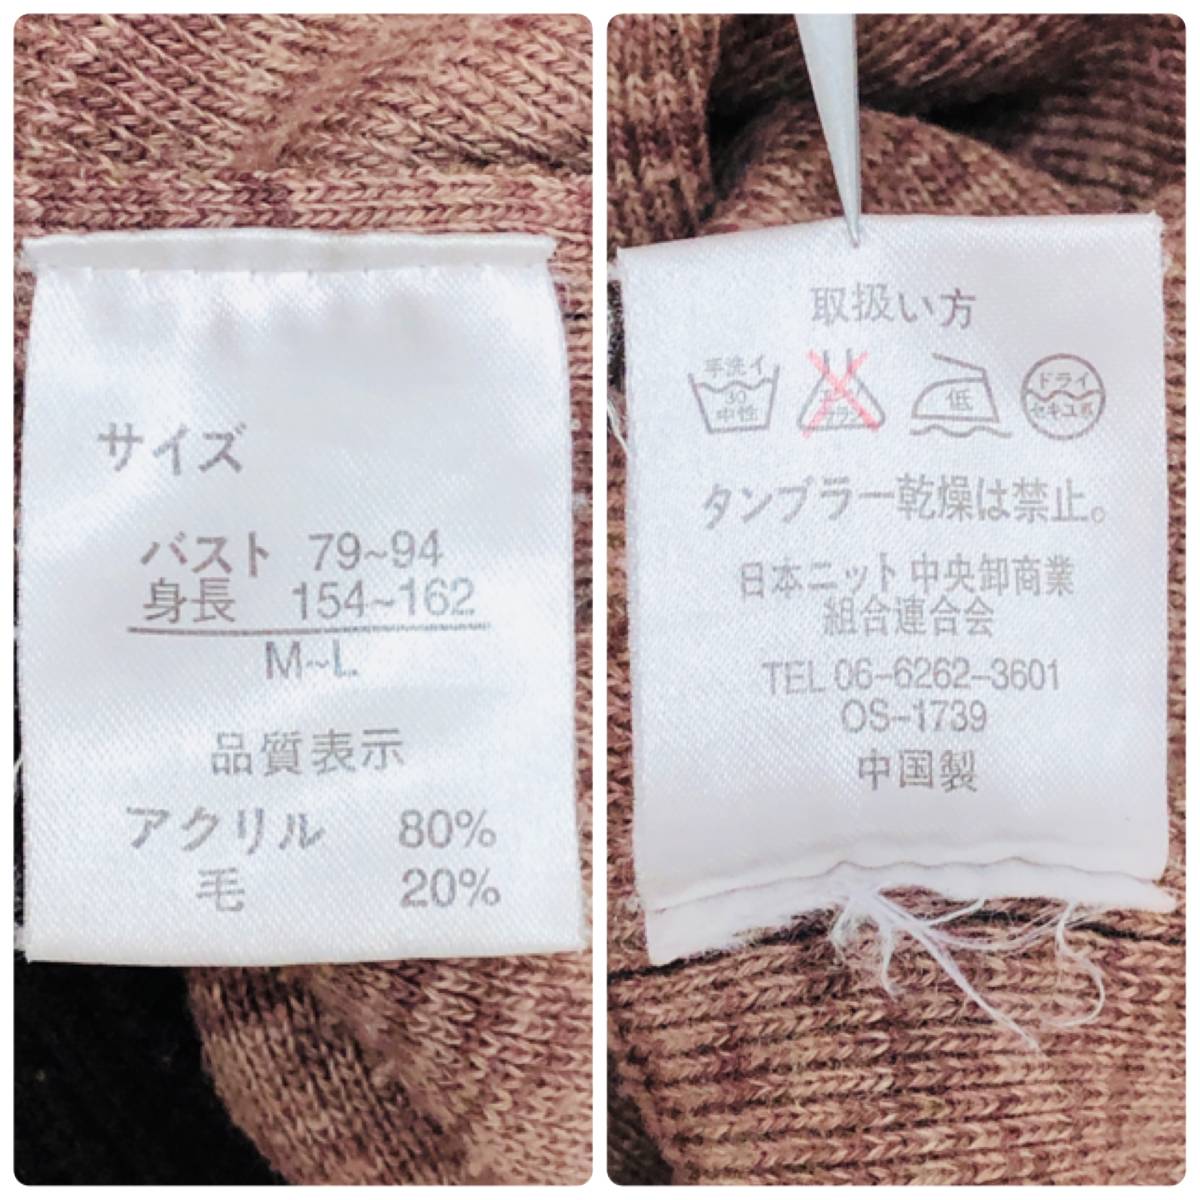 サイズ
バスト 79~94
身長 154~162
M~L
品質表示
アクリル 80%
毛 20%
取扱い方
手洗イ
30
中性
低
ドライ
セキユ系
タンブラー乾燥は禁止。
日本ニット中央卸商業
組合連合会
TEL 06-6262-3601
OS-1739
中国製